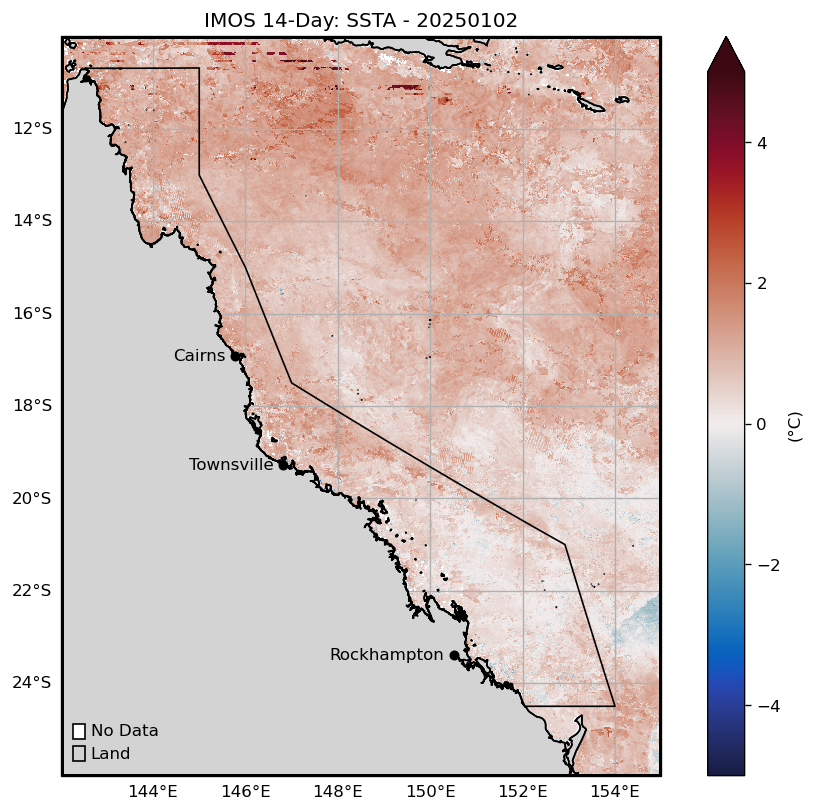 IMOS 14-Day: SSTA - 20250102
12°S
14°S
16°S
18°S
20°S
22°S
24°S
Cairns
Townsville
Rockhampton
No Data
Land
144°E 146°E 148°E 150°E 152°E 154°E
4
2
0
−2
−4
(°C)